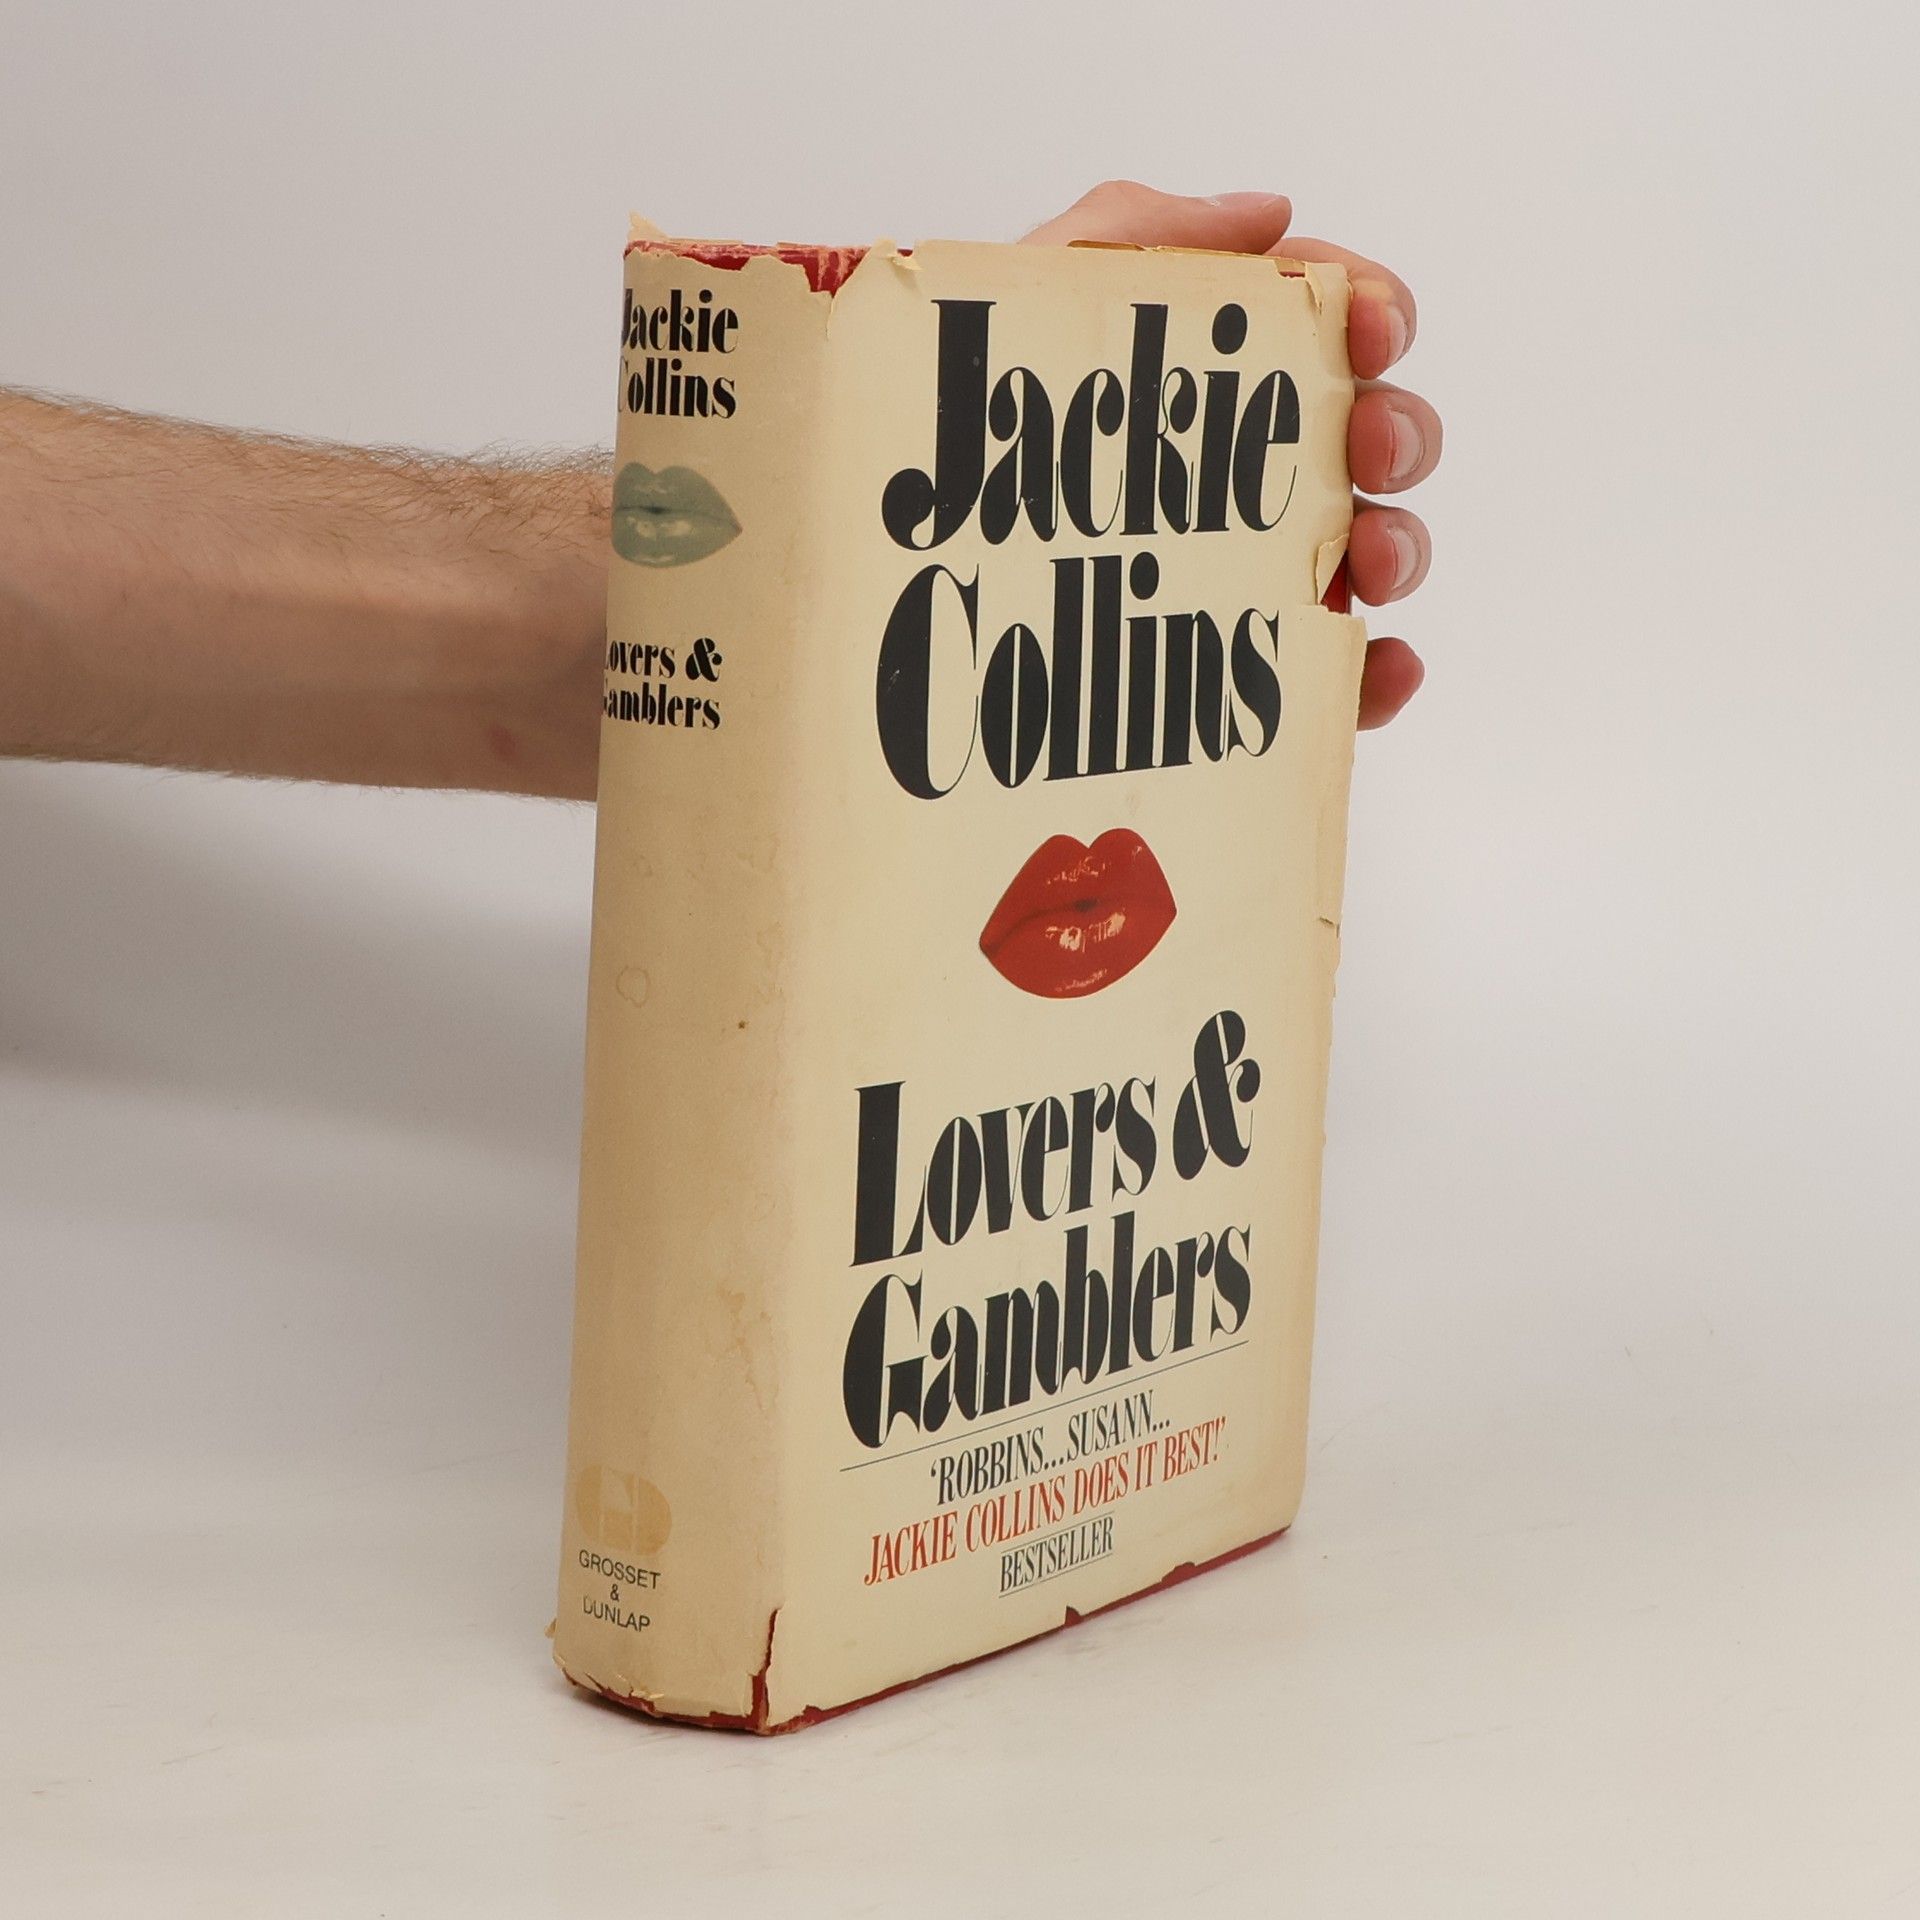 Jackie
Collins
Lovers &
Gamblers
GROSSET
&
DUNLAP
Jackie
Collins
Lovers &
Gamblers
‘ROBBINS...SUSANN...
JACKIE COLLINS DOES IT BEST!’
BESTSELLER